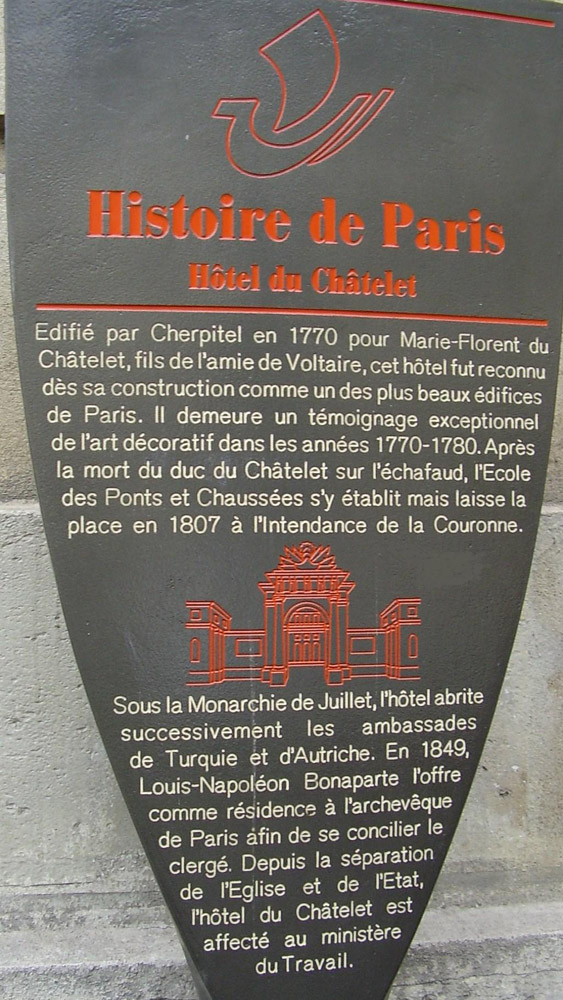 Histoire de Paris
Hôtel du Châtelet
Edifié par Cherpitel en 1770 pour Marie-Florent du
Châtelet, fils de l'amie de Voltaire, cet hôtel fut reconnu
dès sa construction comme un des plus beaux édifices
de Paris. Il demeure un témoignage exceptionnel
de l'art décoratif dans les années 1770-1780. Après
la mort du duc du Châtelet sur l'échafaud, l'Ecole
des Ponts et Chaussées s'y établit mais laisse la
place en 1807 à l'Intendance de la Couronne.
Sous la Monarchie de Juillet, l'hôtel abrite
successivement les ambassades
de Turquie et d'Autriche. En 1849,
Louis-Napoléon Bonaparte l'offre
comme résidence à l'archevêque
de Paris afin de se concilier le
clergé. Depuis la séparation
de l'Eglise et de l'Etat,
l'hôtel du Châtelet est
affecté au ministère
du Travail.